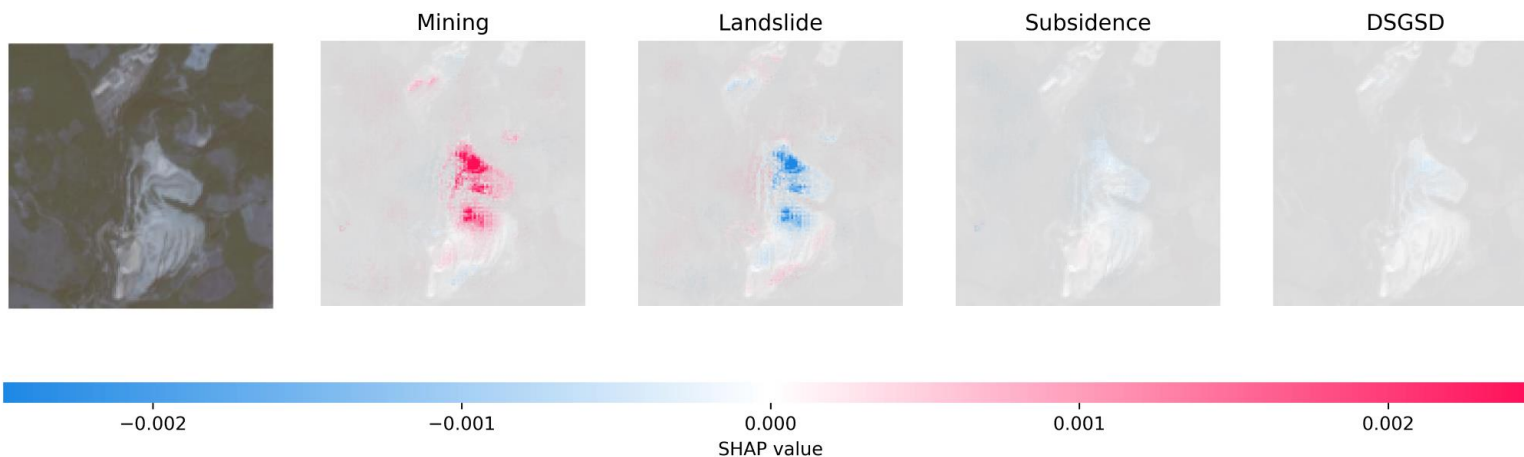 Mining Landslide Subsidence DSGSD
−0.002 −0.001 0.000 0.001 0.002
SHAP value